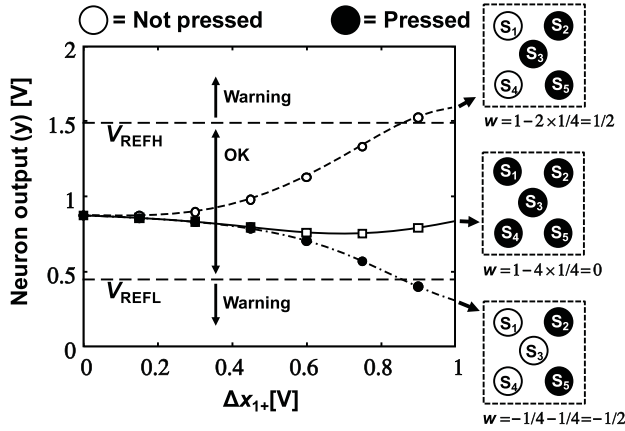 = Not pressed
= Pressed
Neuron output (y) [V]
2
1.5
1
0.5
0
Warning
V_REFH
OK
V_REFL
Warning
0
0.2
0.4
0.6
0.8
1
Δx₁₊[V]
S₁ S₂
S₃
S₄ S₅
w=1−2×1/4=1/2
S₁ S₂
S₃
S₄ S₅
w=1−4×1/4=0
S₁ S₂
S₃
S₄ S₅
w=−1/4−1/4=−1/2